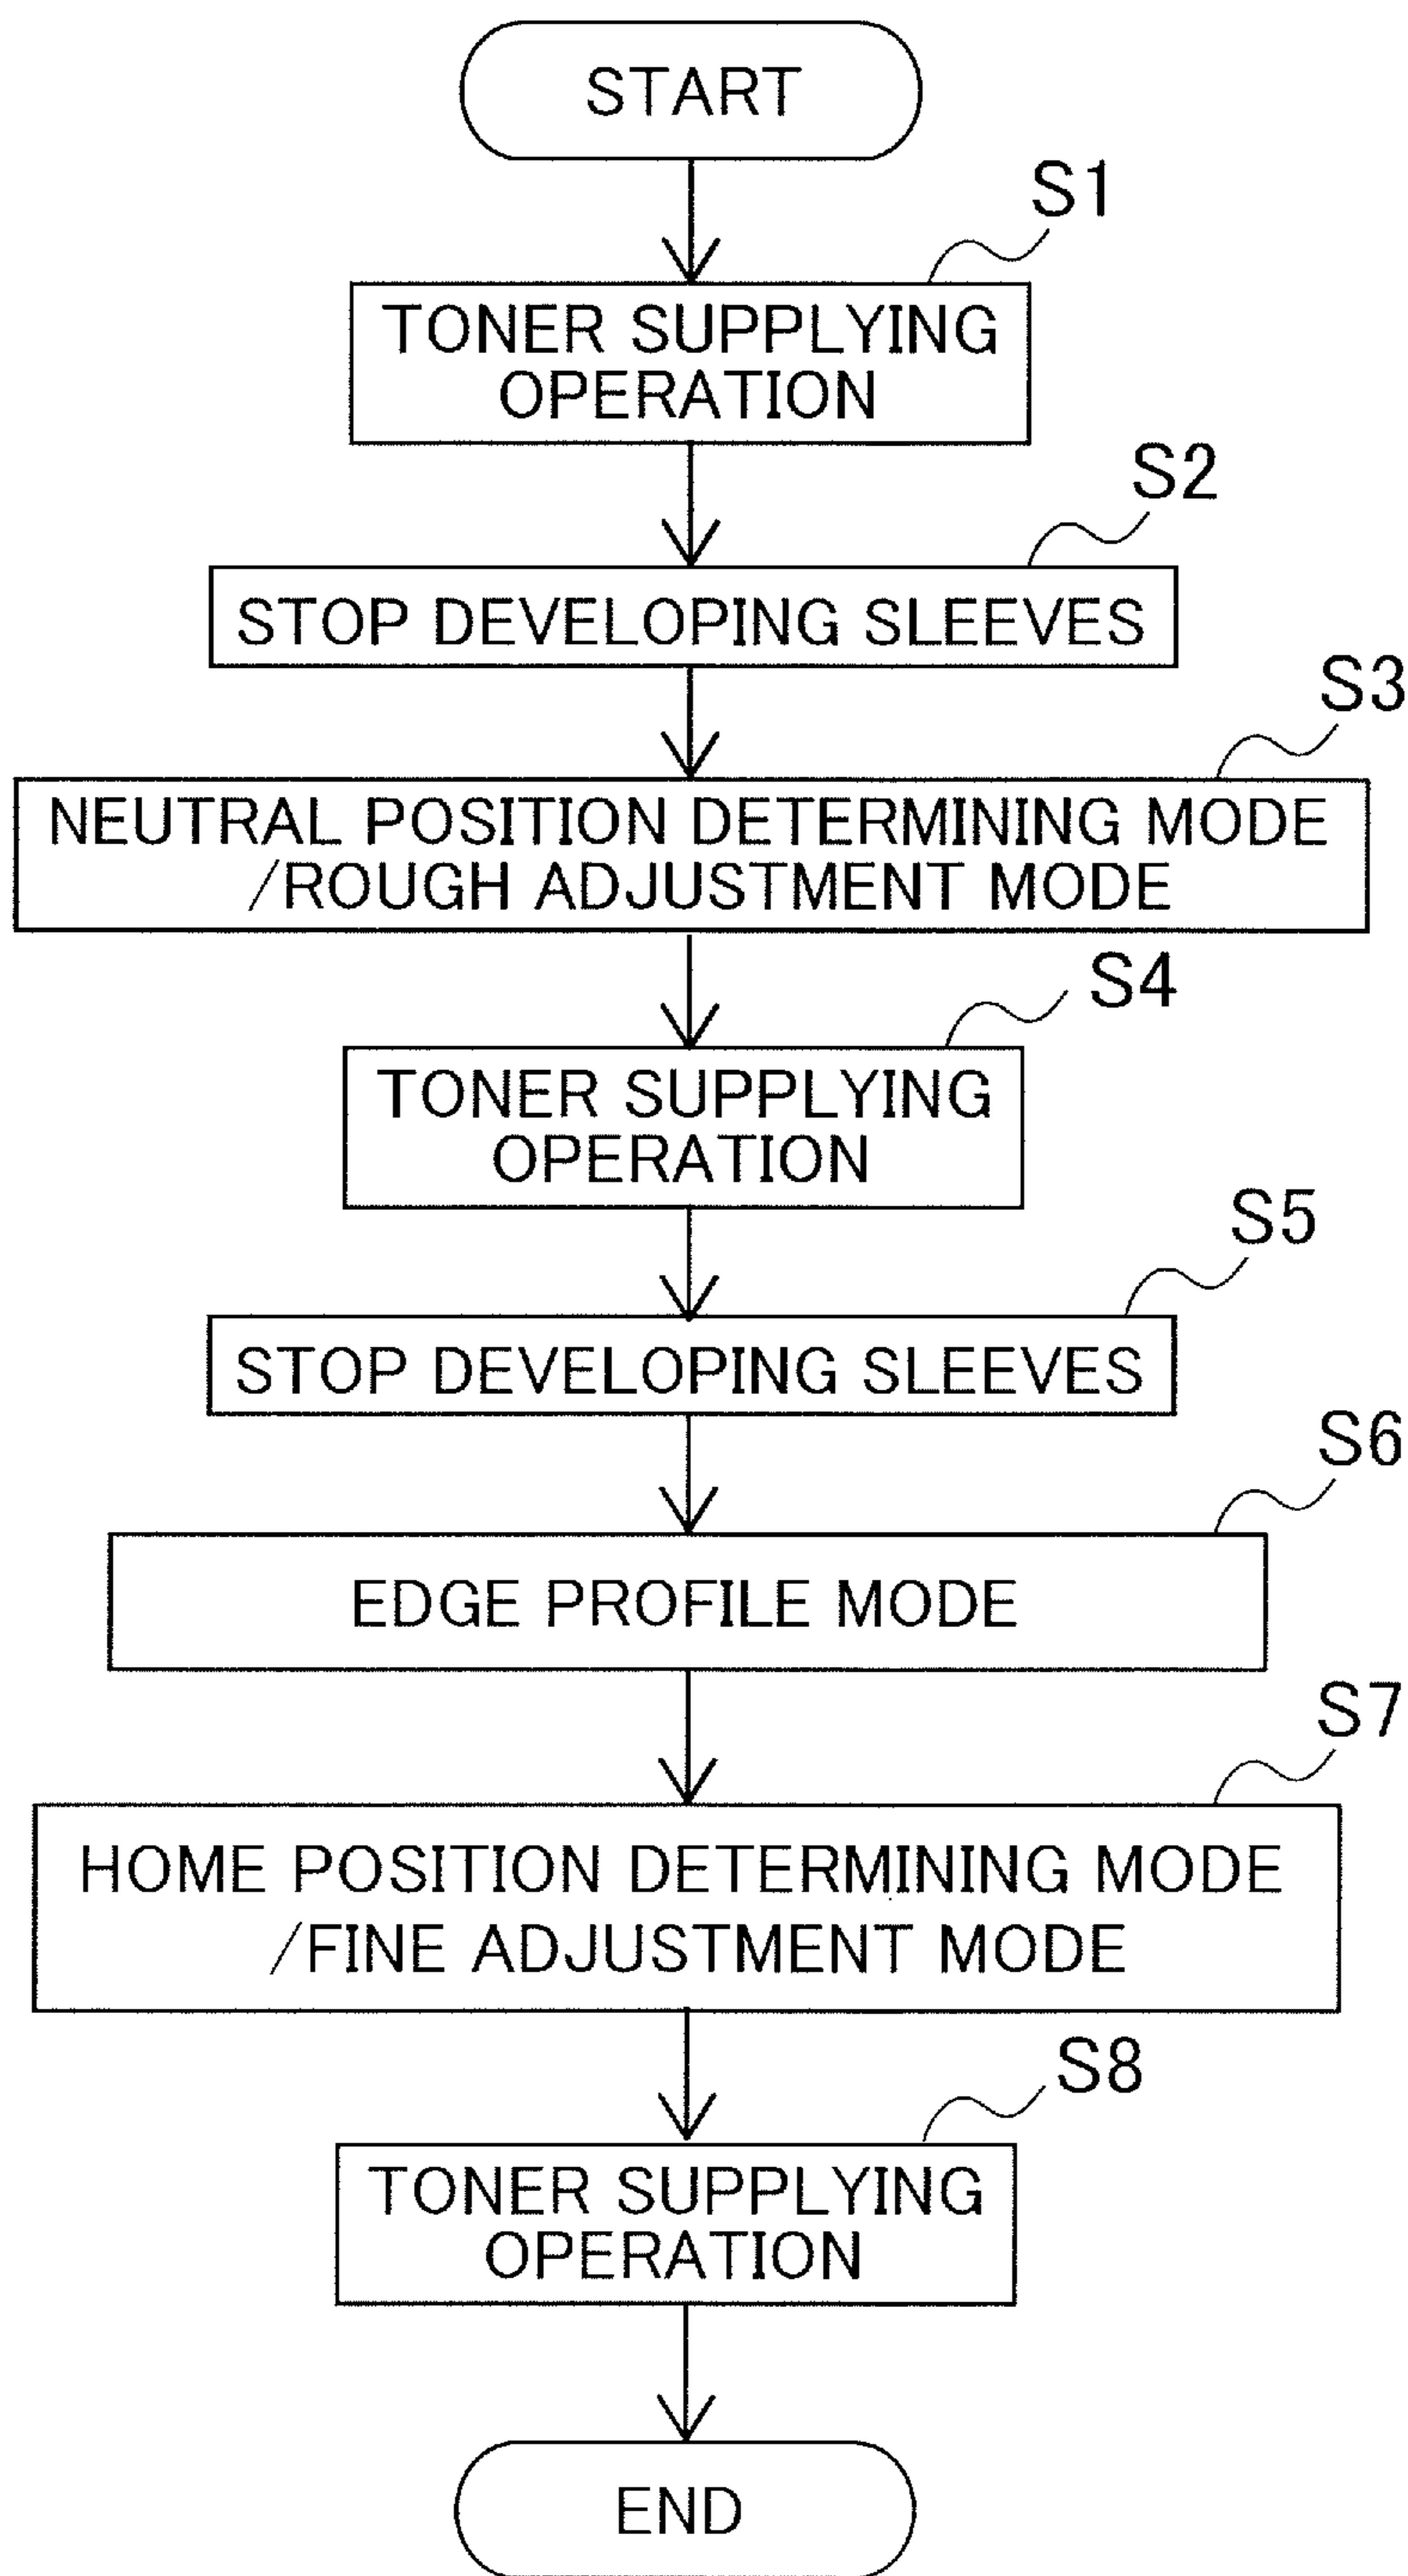 START
S1
TONER SUPPLYING
OPERATION
S2
STOP DEVELOPING SLEEVES
S3
NEUTRAL POSITION DETERMINING MODE
/ROUGH ADJUSTMENT MODE
S4
TONER SUPPLYING
OPERATION
S5
STOP DEVELOPING SLEEVES
S6
EDGE PROFILE MODE
S7
HOME POSITION DETERMINING MODE
/FINE ADJUSTMENT MODE
S8
TONER SUPPLYING
OPERATION
END